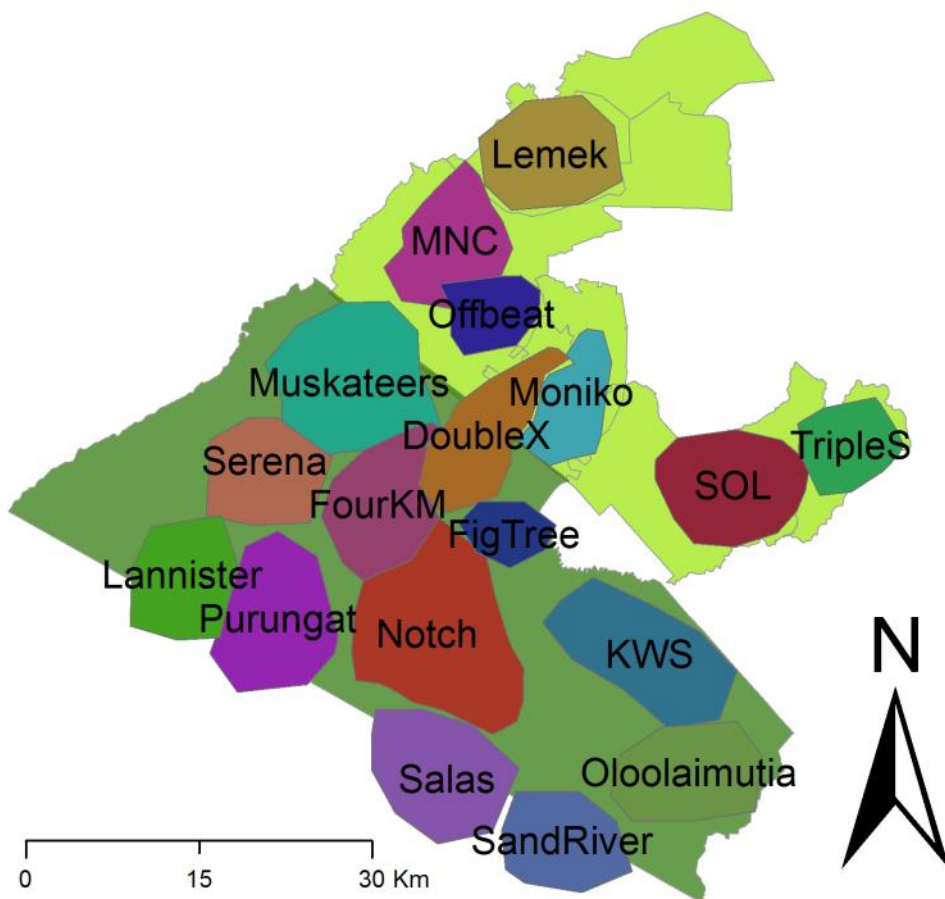 Lemek
MNC
Offbeat
Muskateers
Moniko
DoubleX
TripleS
Serena
SOL
FourKM
FigTree
Lannister
Purungat
Notch
KWS
N
Salas
Oloolaimutia
SandRiver
0 15 30 Km